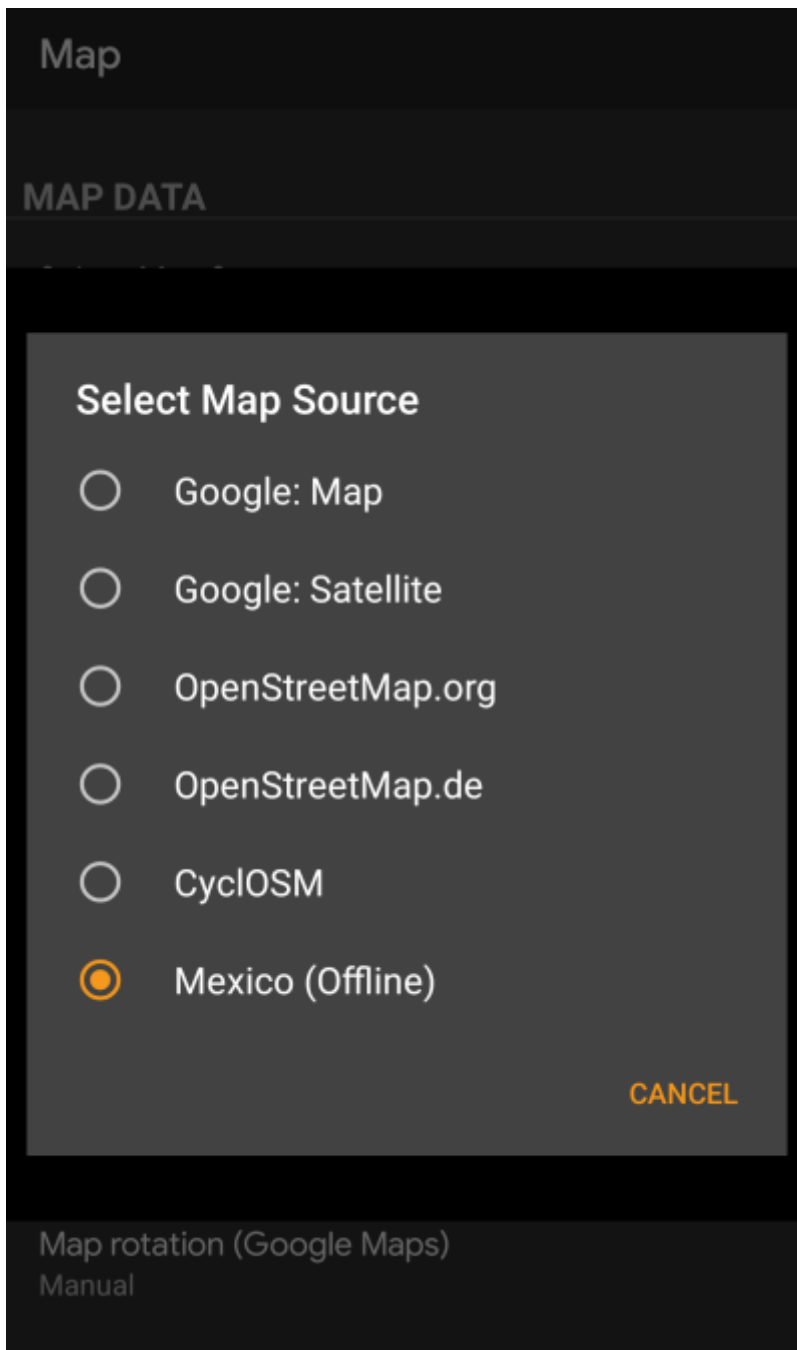 Map
MAP DATA
Select Map Source
Google: Map
Google: Satellite
OpenStreetMap.org
OpenStreetMap.de
CyclOSM
Mexico (Offline)
CANCEL
Map rotation (Google Maps)
Manual